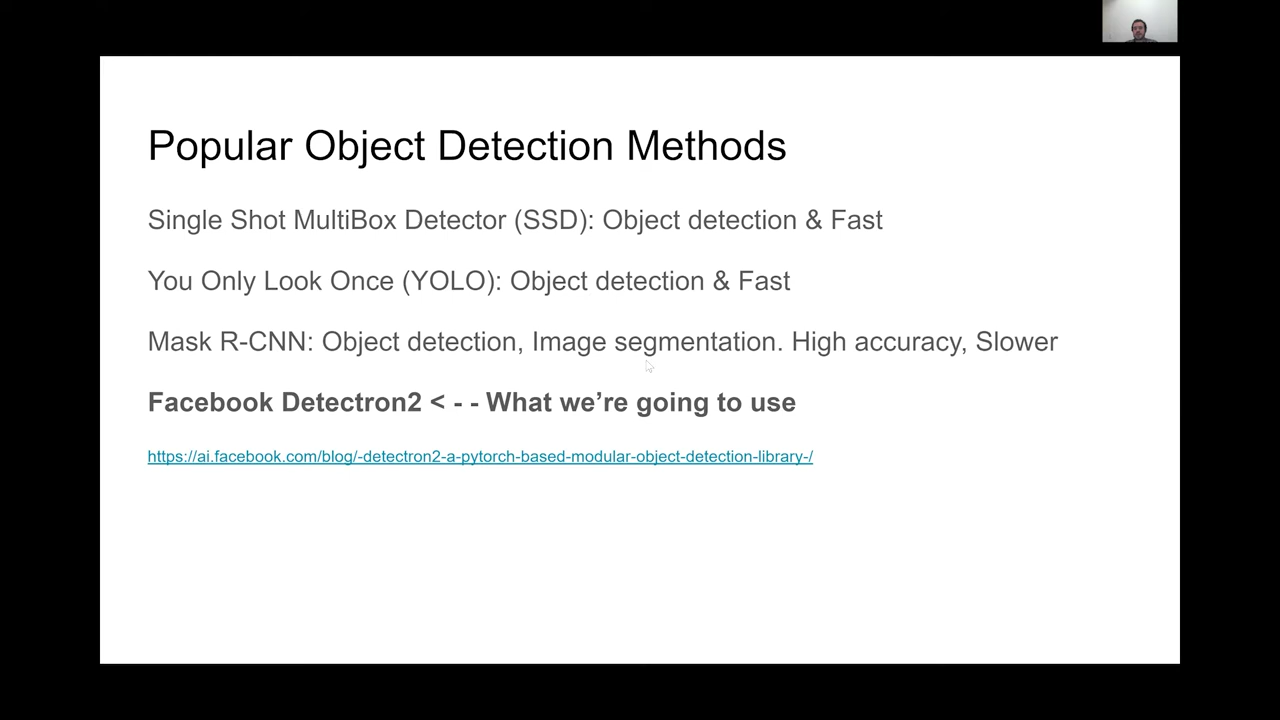 Popular Object Detection Methods
Single Shot MultiBox Detector (SSD): Object detection & Fast
You Only Look Once (YOLO): Object detection & Fast
Mask R-CNN: Object detection, Image segmentation. High accuracy, Slower
Facebook Detectron2 < - - What we’re going to use
https://ai.facebook.com/blog/-detectron2-a-pytorch-based-modular-object-detection-library-/